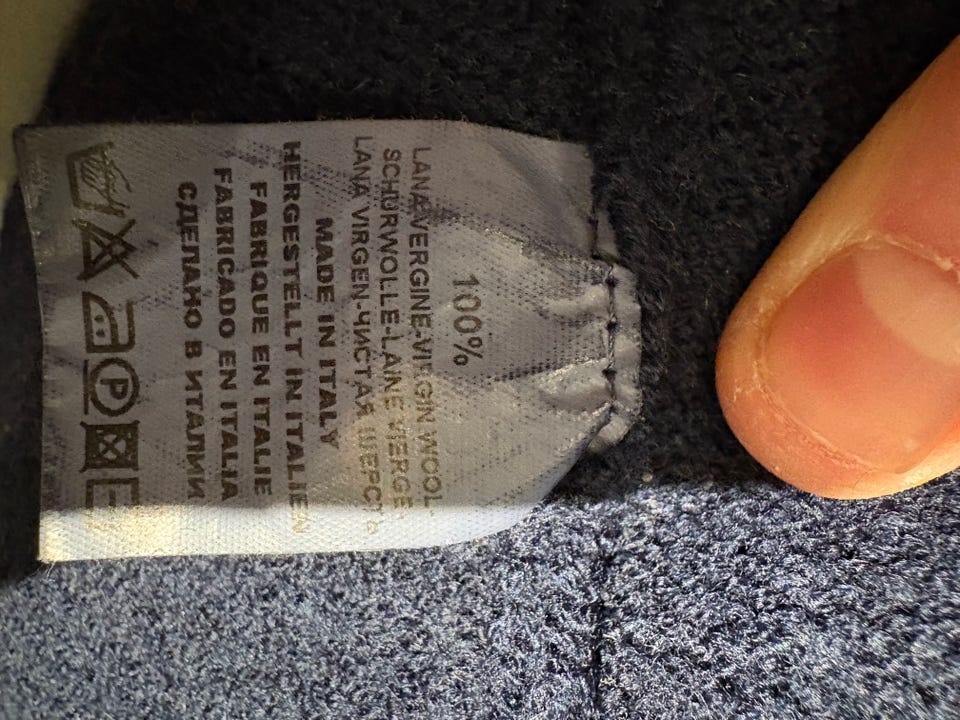 100%
LANA VERGINE-VIRGIN WOOL-
SCHURWOLLE-LAINE VIERGE-
LANA VIRGEN-ЧИСТАЯ ШЕРСТЬ
MADE IN ITALY
HERGESTELLT IN ITALIEN
FABRIQUE EN ITALIE
FABRICADO EN ITALIA
СДЕЛАНО В ИТАЛИИ
P